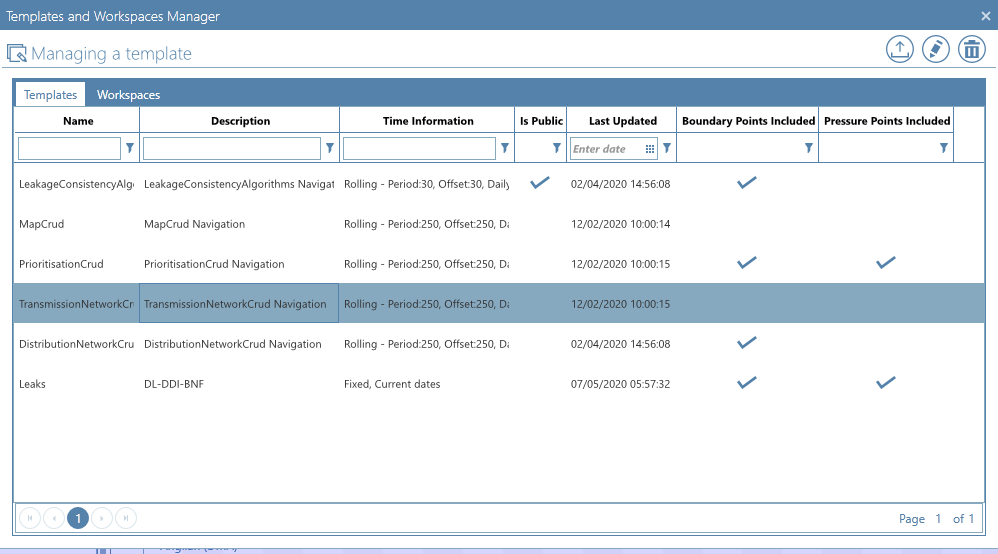 Templates and Workspaces Manager
Managing a template
Templates Workspaces
Name Description Time Information Is Public Last Updated Boundary Points Included Pressure Points Included
Enter date
LeakageConsistencyAlgo LeakageConsistencyAlgorithms Navigat Rolling - Period:30, Offset:30, Daily 02/04/2020 14:56:08
MapCrud MapCrud Navigation Rolling - Period:250, Offset:250, Da 12/02/2020 10:00:14
PrioritisationCrud PrioritisationCrud Navigation Rolling - Period:250, Offset:250, Da 12/02/2020 10:00:15
TransmissionNetworkCr TransmissionNetworkCrud Navigation Rolling - Period:250, Offset:250, Da 12/02/2020 10:00:15
DistributionNetworkCru DistributionNetworkCrud Navigation Rolling - Period:250, Offset:250, Da 02/04/2020 14:56:08
Leaks DL-DDI-BNF Fixed, Current dates 07/05/2020 05:57:32
1 Page 1 of 1